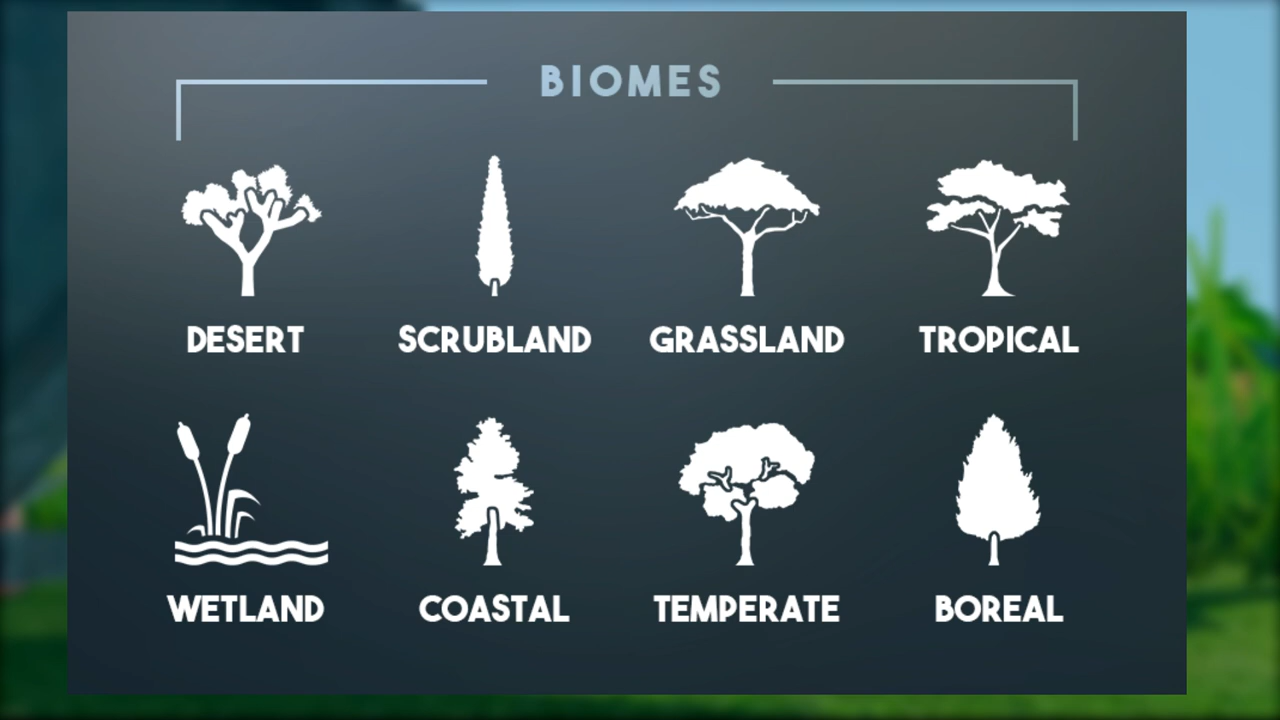 BIOMES
DESERT
SCRUBLAND
GRASSLAND
TROPICAL
WETLAND
COASTAL
TEMPERATE
BOREAL